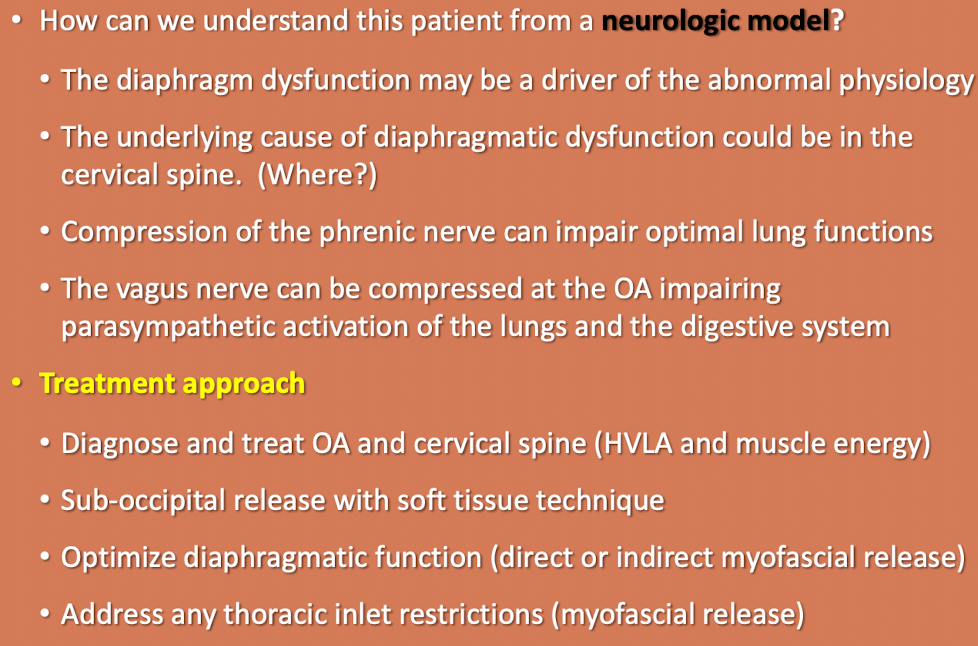 • How can we understand this patient from a neurologic model?
• The diaphragm dysfunction may be a driver of the abnormal physiology
• The underlying cause of diaphragmatic dysfunction could be in the
cervical spine. (Where?)
• Compression of the phrenic nerve can impair optimal lung functions
• The vagus nerve can be compressed at the OA impairing
parasympathetic activation of the lungs and the digestive system
• Treatment approach
• Diagnose and treat OA and cervical spine (HVLA and muscle energy)
• Sub-occipital release with soft tissue technique
• Optimize diaphragmatic function (direct or indirect myofascial release)
• Address any thoracic inlet restrictions (myofascial release)